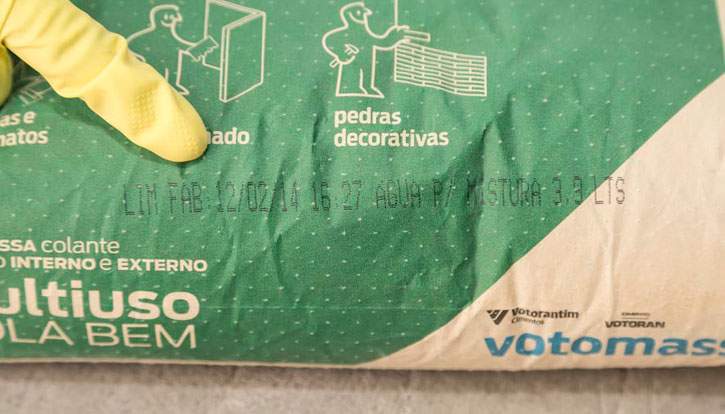 as e
natos
nado
pedras
decorativas
LIM FAB:12/02/14 16:27 AGUA P/ MISTURA 3.9 LTS
SSA colante
O INTERNO e EXTERNO
ultiuso
OLA BEM
Votorantim
Cimentos
CIMENTO
VOTORAN
votomass